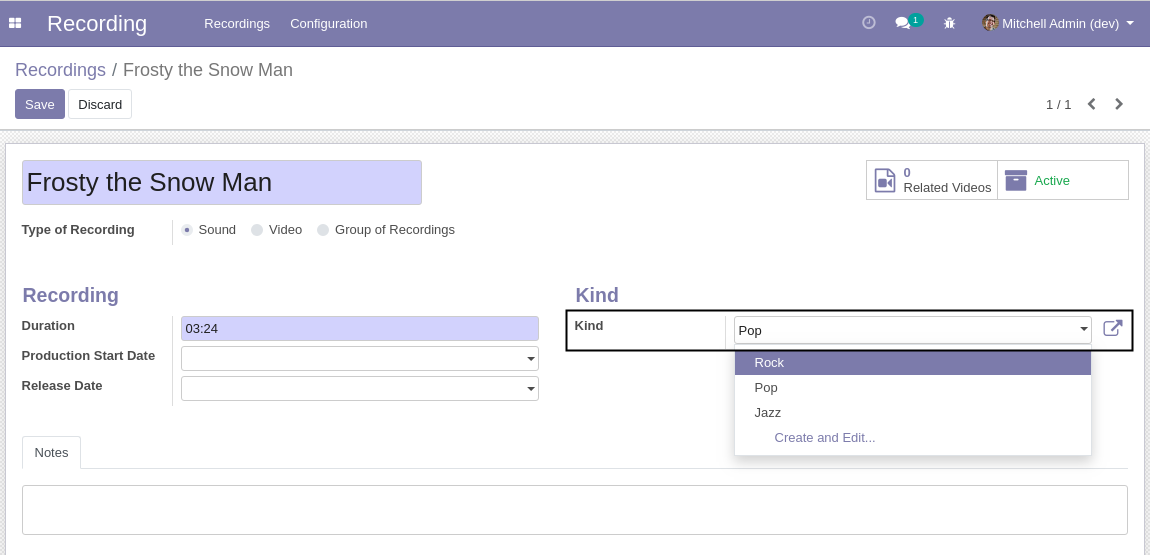 Recording Recordings Configuration 1 Mitchell Admin (dev)
Recordings / Frosty the Snow Man
Save Discard 1 / 1
Frosty the Snow Man
0
Related Videos
Active
Type of Recording Sound Video Group of Recordings
Recording
Duration 03:24
Production Start Date
Release Date
Kind
Kind Pop
Rock
Pop
Jazz
Create and Edit...
Notes